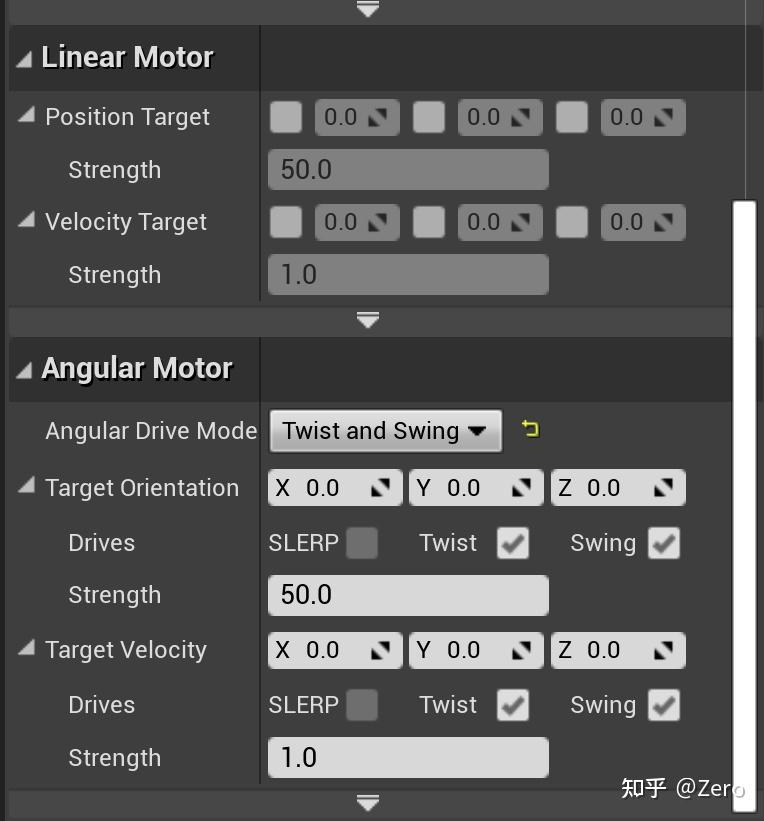 Linear Motor
Position Target 0.0 0.0 0.0
Strength 50.0
Velocity Target 0.0 0.0 0.0
Strength 1.0
Angular Motor
Angular Drive Mode Twist and Swing
Target Orientation X 0.0 Y 0.0 Z 0.0
Drives SLERP Twist Swing
Strength 50.0
Target Velocity X 0.0 Y 0.0 Z 0.0
Drives SLERP Twist Swing
Strength 1.0
知乎 @Zero